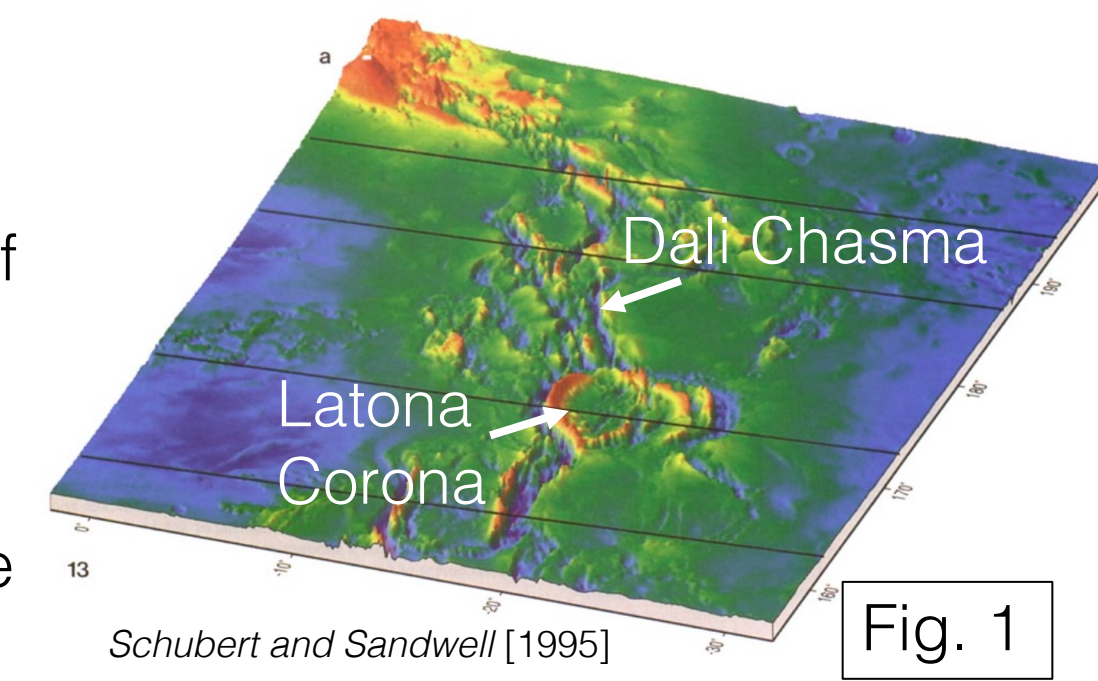 a
f
Dali Chasma
190°
180°
Latona
Corona
170°
0°
e
13
-10°
160°
-20°
Fig. 1
Schubert and Sandwell [1995]
-30°